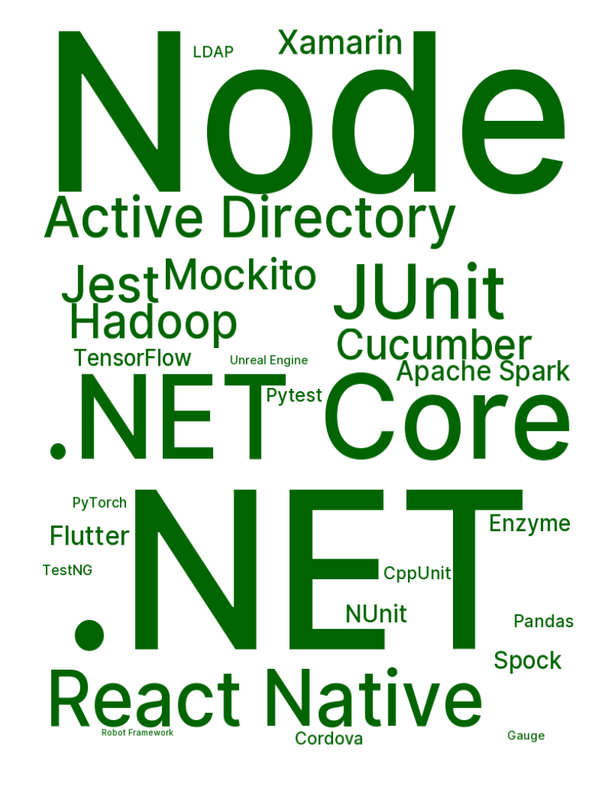 Node
LDAP
Xamarin
Active Directory
Jest
Mockito
JUnit
Hadoop
Cucumber
TensorFlow
Unreal Engine
Apache Spark
.NET Core
Pytest
.NET
PyTorch
Enzyme
Flutter
TestNG
CppUnit
NUnit
Pandas
Spock
React Native
Robot Framework
Cordova
Gauge